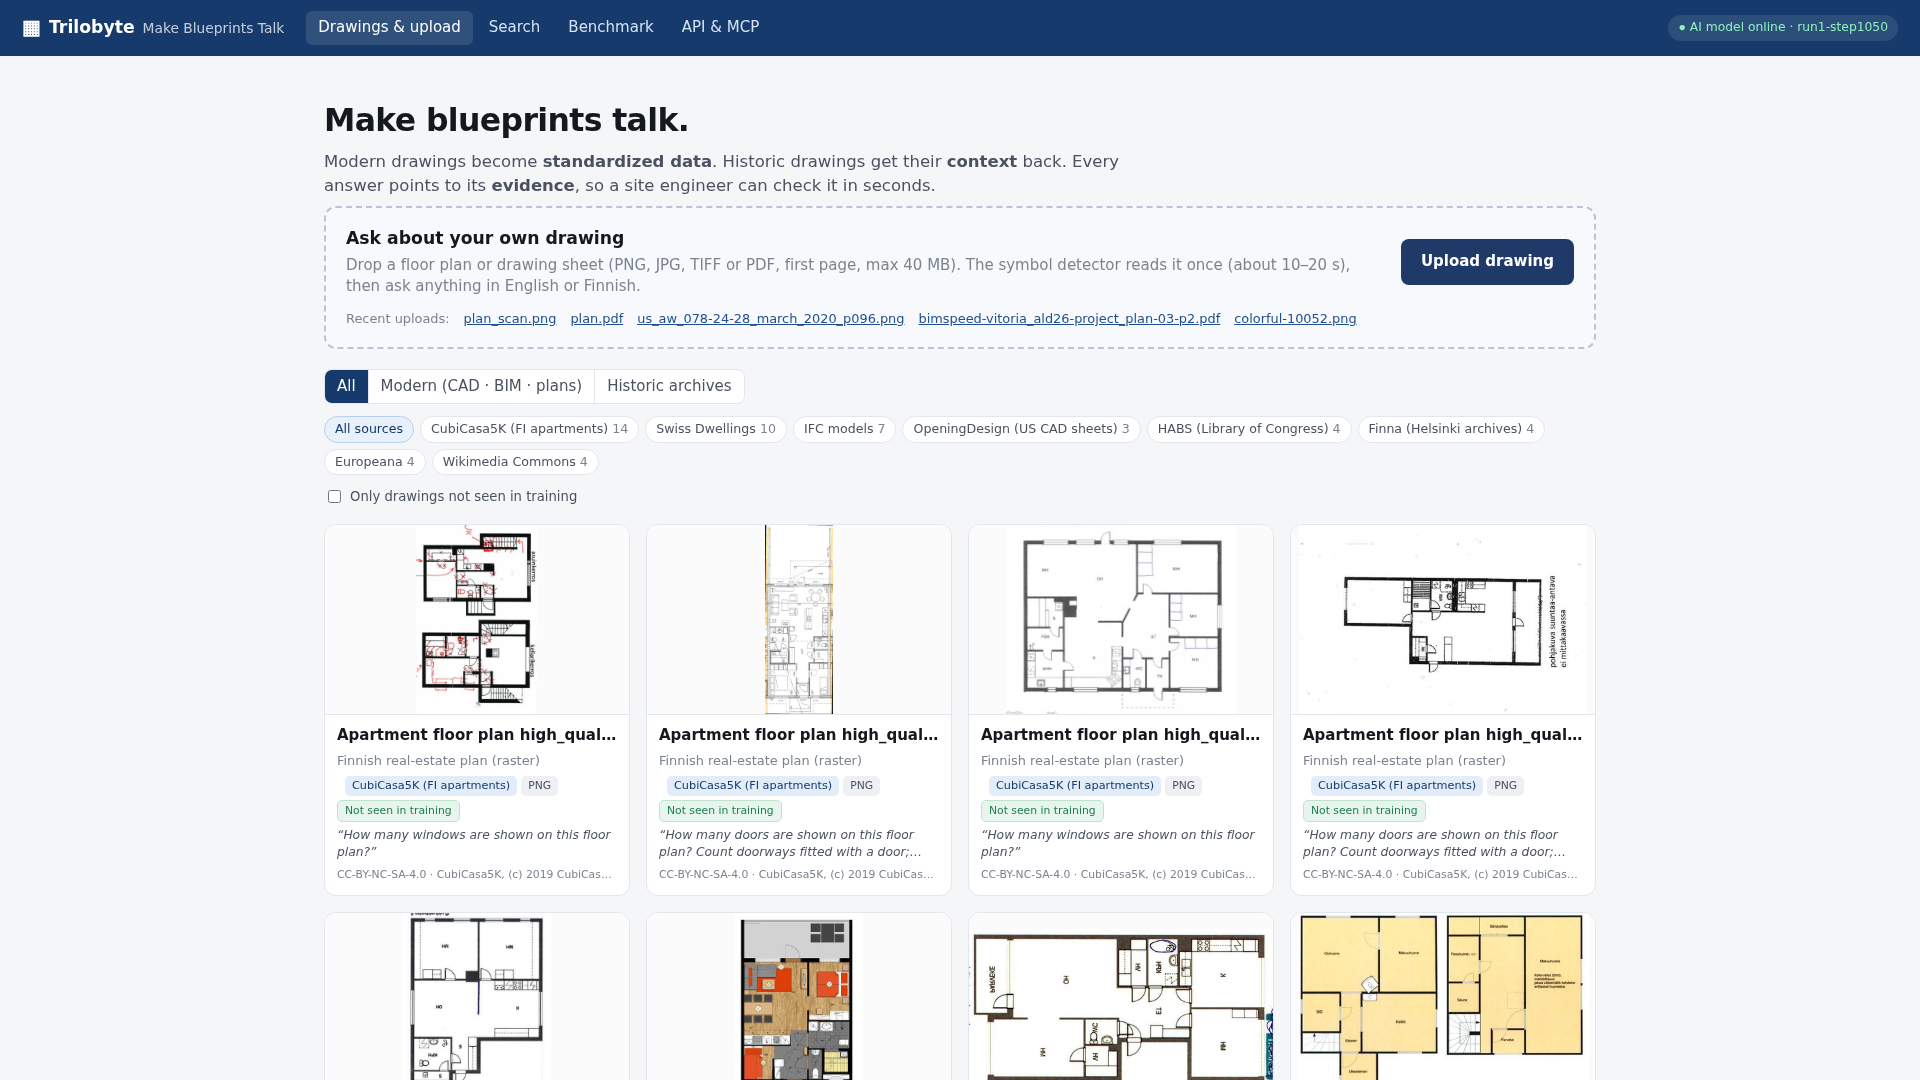 Trilobyte Make Blueprints Talk Drawings & upload Search Benchmark API & MCP ● AI model online · run1-step1050
Make blueprints talk.
Modern drawings become standardized data. Historic drawings get their context back. Every
answer points to its evidence, so a site engineer can check it in seconds.
Ask about your own drawing
Drop a floor plan or drawing sheet (PNG, JPG, TIFF or PDF, first page, max 40 MB). The symbol detector reads it once (about 10–20 s),
then ask anything in English or Finnish.
Upload drawing
Recent uploads: plan_scan.png plan.pdf us_aw_078-24-28_march_2020_p096.png bimspeed-vitoria_ald26-project_plan-03-p2.pdf colorful-10052.png
All Modern (CAD · BIM · plans) Historic archives
All sources CubiCasa5K (FI apartments) 14 Swiss Dwellings 10 IFC models 7 OpeningDesign (US CAD sheets) 3 HABS (Library of Congress) 4 Finna (Helsinki archives) 4
Europeana 4 Wikimedia Commons 4
Only drawings not seen in training
pohjakuva suuntaa-antava
ei mittakaavassa
Apartment floor plan high_qual...
Finnish real-estate plan (raster)
CubiCasa5K (FI apartments) PNG
Not seen in training
“How many windows are shown on this floor
plan?”
CC-BY-NC-SA-4.0 · CubiCasa5K, (c) 2019 CubiCas...
Apartment floor plan high_qual...
Finnish real-estate plan (raster)
CubiCasa5K (FI apartments) PNG
Not seen in training
“How many doors are shown on this floor
plan? Count doorways fitted with a door;...
CC-BY-NC-SA-4.0 · CubiCasa5K, (c) 2019 CubiCas...
Apartment floor plan high_qual...
Finnish real-estate plan (raster)
CubiCasa5K (FI apartments) PNG
Not seen in training
“How many windows are shown on this floor
plan?”
CC-BY-NC-SA-4.0 · CubiCasa5K, (c) 2019 CubiCas...
Apartment floor plan high_qual...
Finnish real-estate plan (raster)
CubiCasa5K (FI apartments) PNG
Not seen in training
“How many doors are shown on this floor
plan? Count doorways fitted with a door;...
CC-BY-NC-SA-4.0 · CubiCasa5K, (c) 2019 CubiCas...